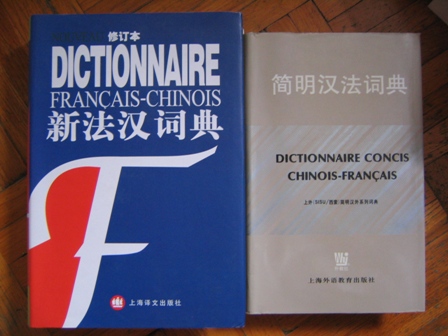 修订本
DICTIONNAIRE
FRANÇAIS-CHINOIS
新法汉词典
F
上海译文出版社
简明汉法词典
DICTIONNAIRE CONCIS
CHINOIS-FRANÇAIS
上海外语教育出版社